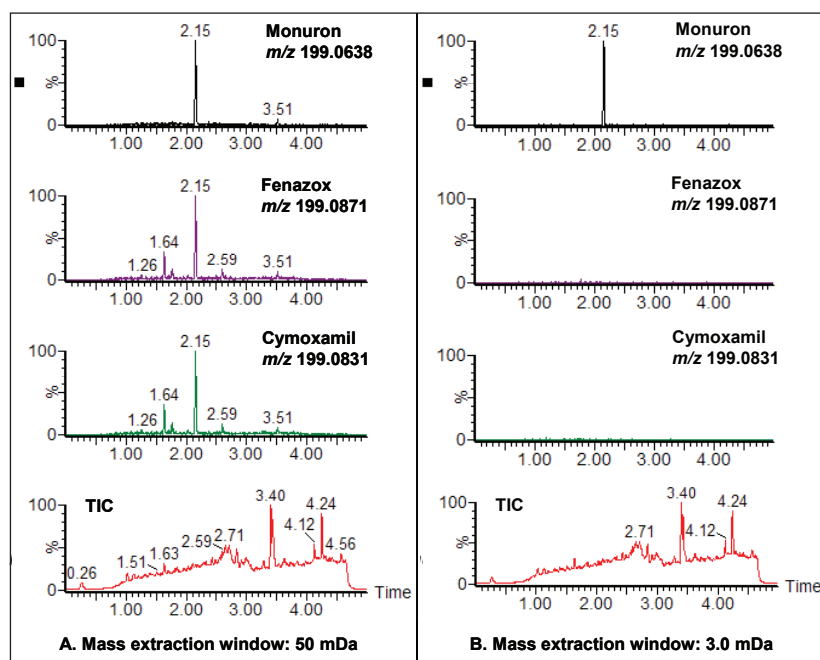 2.15
Monuron
m/z 199.0638
100
%
3.51
0
1.00 2.00 3.00 4.00
Fenazox
m/z 199.0871
2.15
100
%
1.64
1.26
2.59
3.51
0
1.00 2.00 3.00 4.00
Cymoxamil
m/z 199.0831
2.15
100
%
1.64
1.26
2.59
3.51
0
1.00 2.00 3.00 4.00
TIC
3.40
4.24
100
%
2.59 2.71
4.12
4.56
1.51 1.63
0.26
0
Time
1.00 2.00 3.00 4.00
A. Mass extraction window: 50 mDa
2.15
Monuron
m/z 199.0638
100
%
0
1.00 2.00 3.00 4.00
Fenazox
m/z 199.0871
100
%
0
1.00 2.00 3.00 4.00
Cymoxamil
m/z 199.0831
100
%
0
1.00 2.00 3.00 4.00
TIC
3.40
4.24
100
%
2.71
4.12
0
Time
1.00 2.00 3.00 4.00
B. Mass extraction window: 3.0 mDa